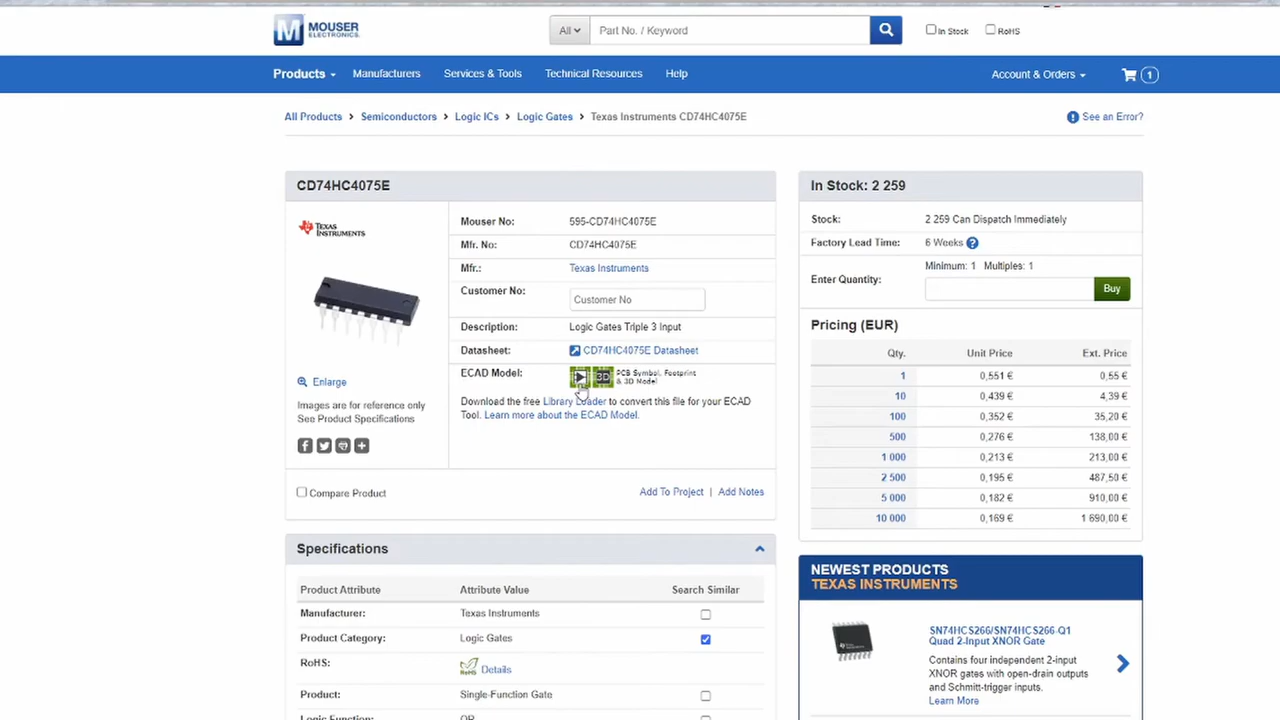 MOUSER
ELECTRONICS
All
Part No. / Keyword
In Stock
RoHS
Products
Manufacturers
Services & Tools
Technical Resources
Help
Account & Orders
1
All Products > Semiconductors > Logic ICs > Logic Gates > Texas Instruments CD74HC4075E
See an Error?
CD74HC4075E
TEXAS
INSTRUMENTS
Enlarge
Images are for reference only
See Product Specifications
Mouser No: 595-CD74HC4075E
Mfr. No: CD74HC4075E
Mfr.: Texas Instruments
Customer No: Customer No
Description: Logic Gates Triple 3 Input
Datasheet: CD74HC4075E Datasheet
ECAD Model: 3D PCB Symbol, Footprint
& 3D Model
Download the free Library Loader to convert this file for your ECAD
Tool. Learn more about the ECAD Model.
Compare Product
Add To Project | Add Notes
In Stock: 2 259
Stock: 2 259 Can Dispatch Immediately
Factory Lead Time: 6 Weeks
Minimum: 1 Multiples: 1
Enter Quantity:
Buy
Pricing (EUR)
Qty. Unit Price Ext. Price
1 0,551 € 0,55 €
10 0,439 € 4,39 €
100 0,352 € 35,20 €
500 0,276 € 138,00 €
1 000 0,213 € 213,00 €
2 500 0,195 € 487,50 €
5 000 0,182 € 910,00 €
10 000 0,169 € 1 690,00 €
Specifications
Product Attribute Attribute Value Search Similar
Manufacturer: Texas Instruments
Product Category: Logic Gates
RoHS: RoHS Details
Product: Single-Function Gate
Logic Function: OR
NEWEST PRODUCTS
TEXAS INSTRUMENTS
SN74HCS266/SN74HCS266-Q1
Quad 2-Input XNOR Gate
Contains four independent 2-input
XNOR gates with open-drain outputs
and Schmitt-trigger inputs.
Learn More